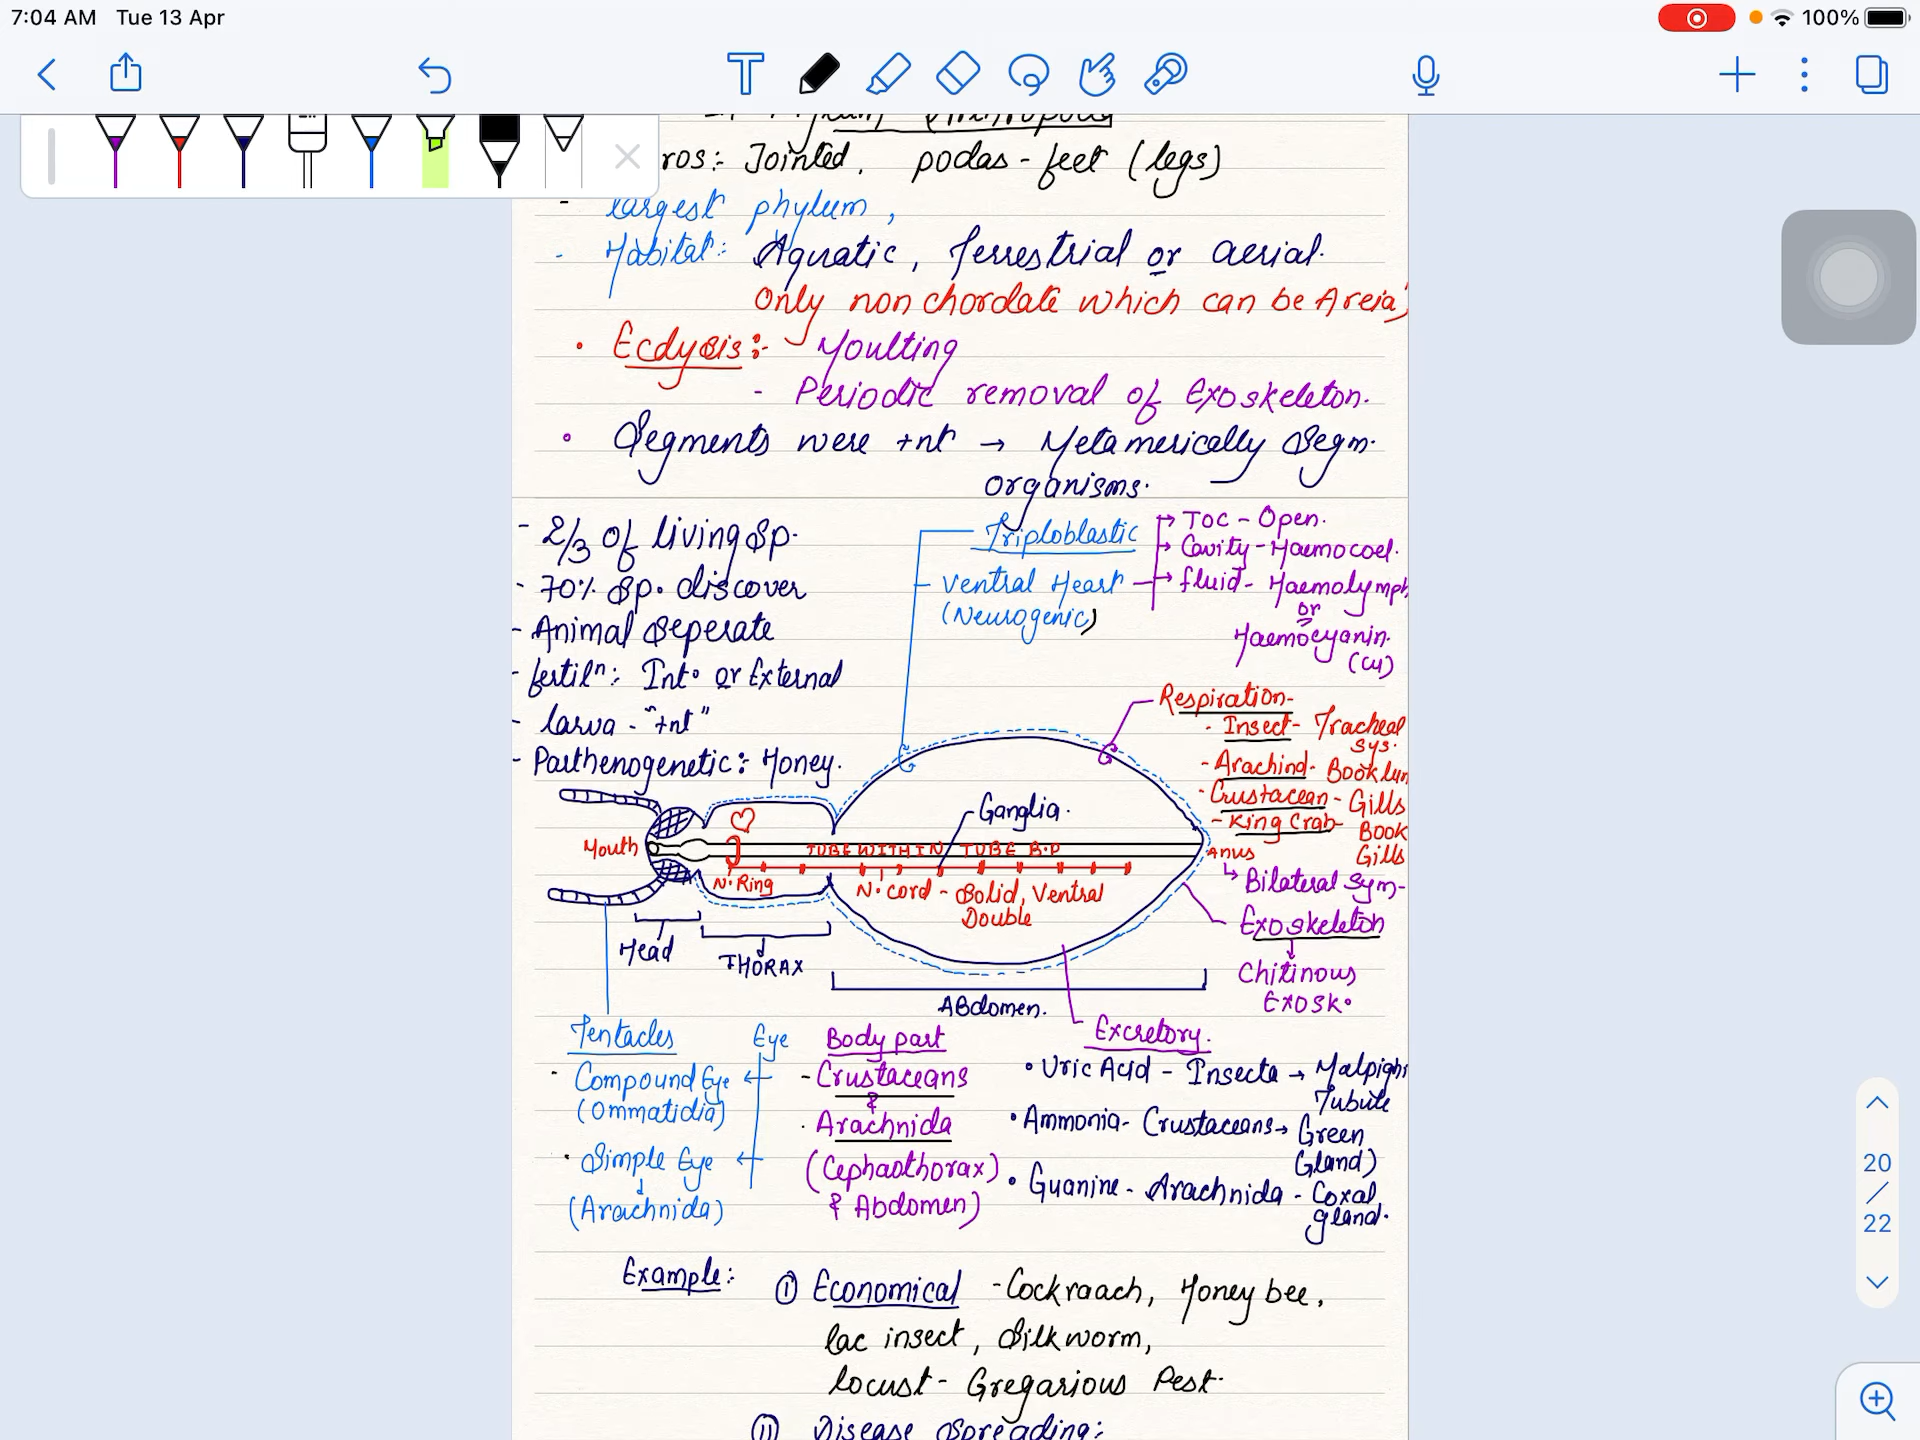 7:04 AM Tue 13 Apr
100%
ros:- Jointed, podas - feet (legs)
- largest phylum,
- Habitat:- Aquatic, Terrestrial or aerial.
Only non chordate which can be Areial
• Ecdysis:- Moulting
- Periodic removal of Exoskeleton.
• Segments were +nt → Metamerically Segm.
organisms.
- 2/3 of living Sp.
- 70% Sp. discover
- Animal Seperate
- fertilⁿ: Int. or External
- larva - "+nt"
- Parthenogenetic: Honey.
Triploblastic
Ventral Heart
(Neurogenic)
→ TOC - Open.
→ Cavity - Haemocoel.
→ fluid - Haemolymph
or
Haemocyanin.
(Cu)
Respiration-
- Insect - Tracheal
Sys.
- Arachind - Book lun
- Crustacean - Gills
- King Crab - Book
Gills
Ganglia.
Mouth
TUBE WITHIN TUBE B.P
Anus
N. Ring
N. cord - Solid, Ventral
Double
↳ Bilateral Sym-
Exoskeleton
Chitinous
Exosk.
Head
THORAX
ABdomen.
Tentacles
Eye
• Compound Eye
(Ommatidia)
• Simple Eye
(Arachnida)
Body part
- Crustaceans
&
• Arachnida
(Cephaothorax)
& Abdomen)
Excretory.
• Uric Acid - Insecta → Malpighi
Tubule
• Ammonia - Crustaceans → Green
Gland)
• Guanine - Arachnida - Coxal
gland.
Example:-
① Economical - Cockraach, Honey bee,
lac insect, Silkworm,
locust - Gregarious Pest.
② Disease Spreading:
20
/
22